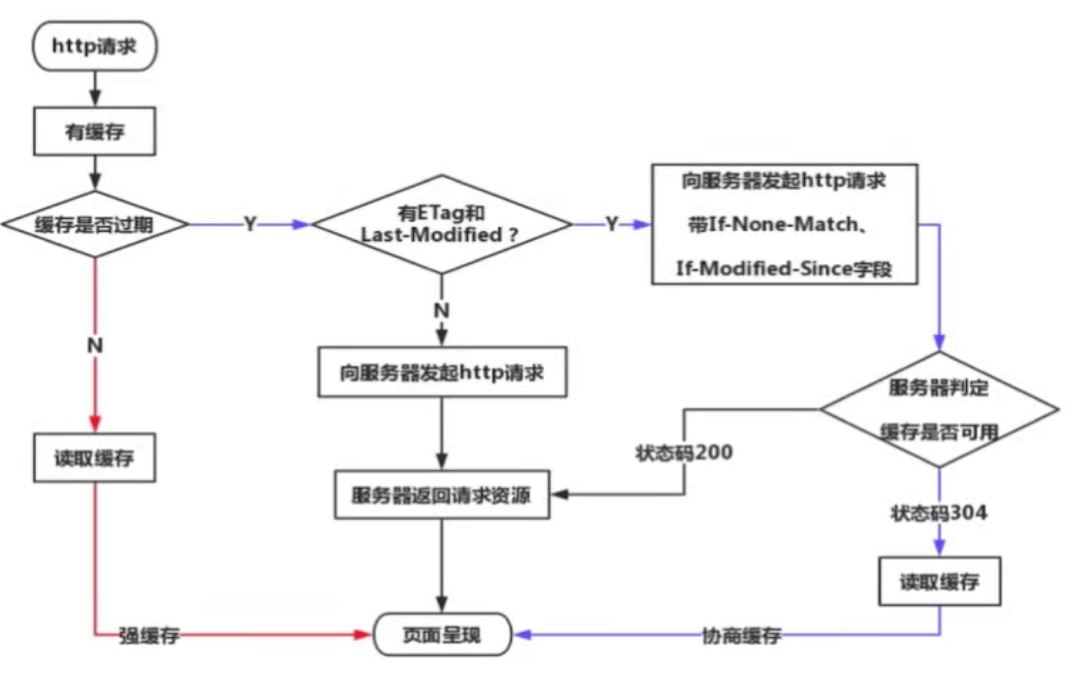 http请求
有缓存
缓存是否过期
Y
有ETag和
Last-Modified？
Y
向服务器发起http请求
带If-None-Match、
If-Modified-Since字段
N
N
向服务器发起http请求
服务器判定
缓存是否可用
读取缓存
状态码200
服务器返回请求资源
状态码304
读取缓存
强缓存
页面呈现
协商缓存